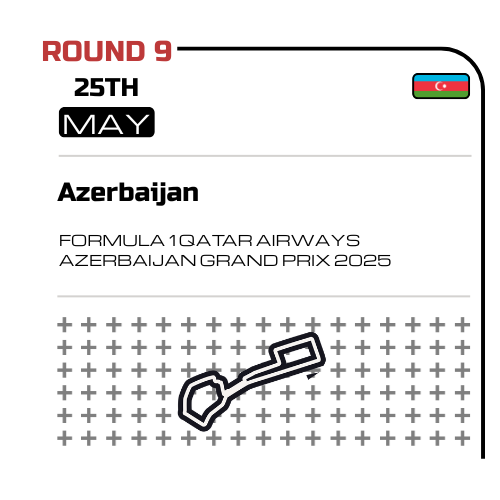 ROUND 9
25TH
MAY
Azerbaijan
FORMULA 1 QATAR AIRWAYS
AZERBAIJAN GRAND PRIX 2025